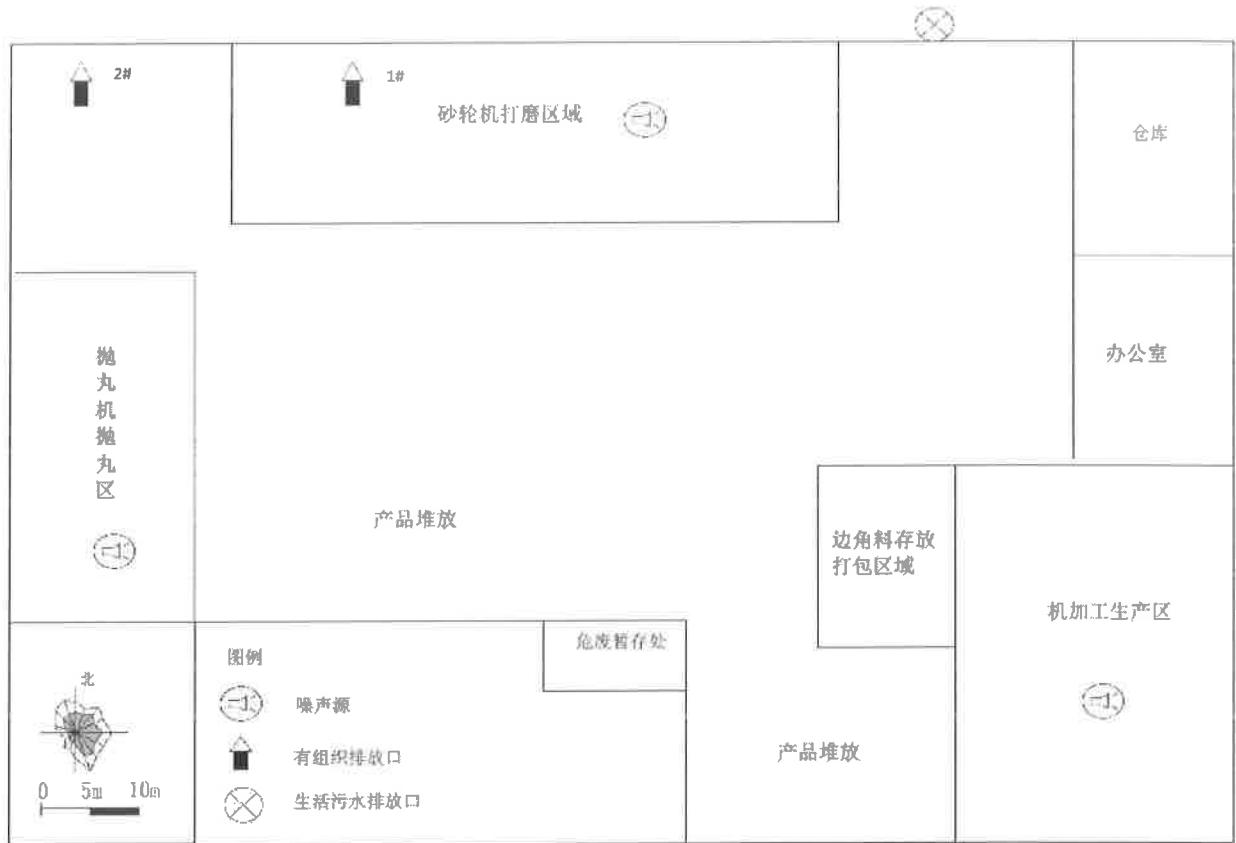 2#
1#
砂轮机打磨区域
仓库
办公室
抛丸机抛丸区
产品堆放
边角料存放
打包区域
机加工生产区
危废暂存处
图例
噪声源
有组织排放口
生活污水排放口
北
0 5m 10m
产品堆放